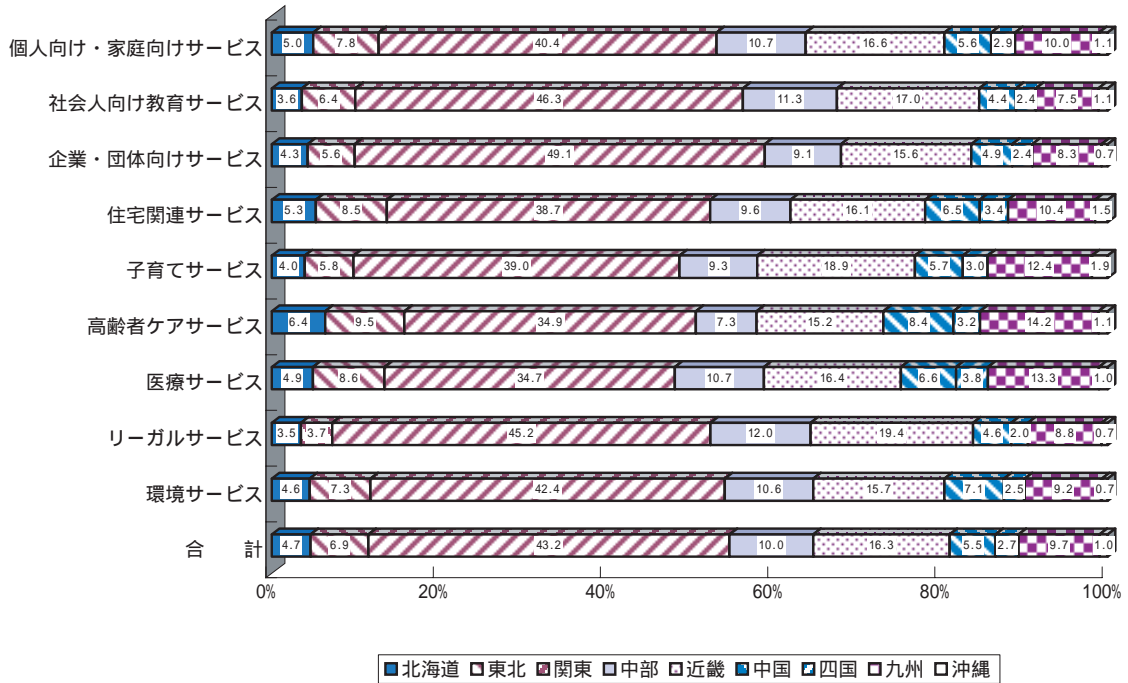 個人向け・家庭向けサービス 5.0 7.8 40.4 10.7 16.6 5.6 2.9 10.0 1.1
社会人向け教育サービス 3.6 6.4 46.3 11.3 17.0 4.4 2.4 7.5 1.1
企業・団体向けサービス 4.3 5.6 49.1 9.1 15.6 4.9 2.4 8.3 0.7
住宅関連サービス 5.3 8.5 38.7 9.6 16.1 6.5 3.4 10.4 1.5
子育てサービス 4.0 5.8 39.0 9.3 18.9 5.7 3.0 12.4 1.9
高齢者ケアサービス 6.4 9.5 34.9 7.3 15.2 8.4 3.2 14.2 1.1
医療サービス 4.9 8.6 34.7 10.7 16.4 6.6 3.8 13.3 1.0
リーガルサービス 3.5 3.7 45.2 12.0 19.4 4.6 2.0 8.8 0.7
環境サービス 4.6 7.3 42.4 10.6 15.7 7.1 2.5 9.2 0.7
合　　計 4.7 6.9 43.2 10.0 16.3 5.5 2.7 9.7 1.0
0% 20% 40% 60% 80% 100%
北海道 東北 関東 中部 近畿 中国 四国 九州 沖縄